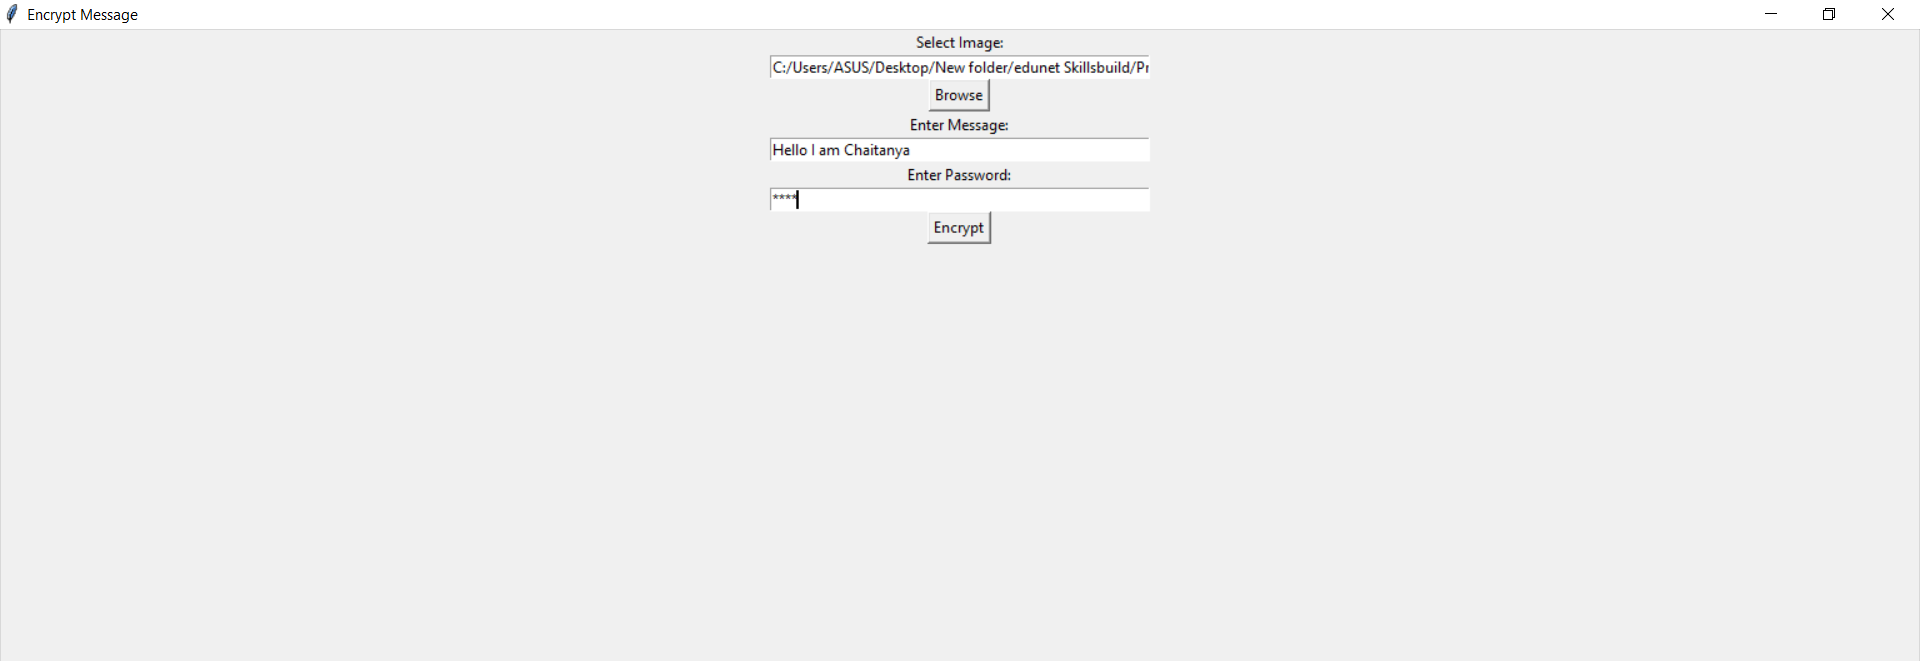 Encrypt Message
Select Image:
C:/Users/ASUS/Desktop/New folder/edunet Skillsbuild/Pr
Browse
Enter Message:
Hello I am Chaitanya
Enter Password:
****
Encrypt